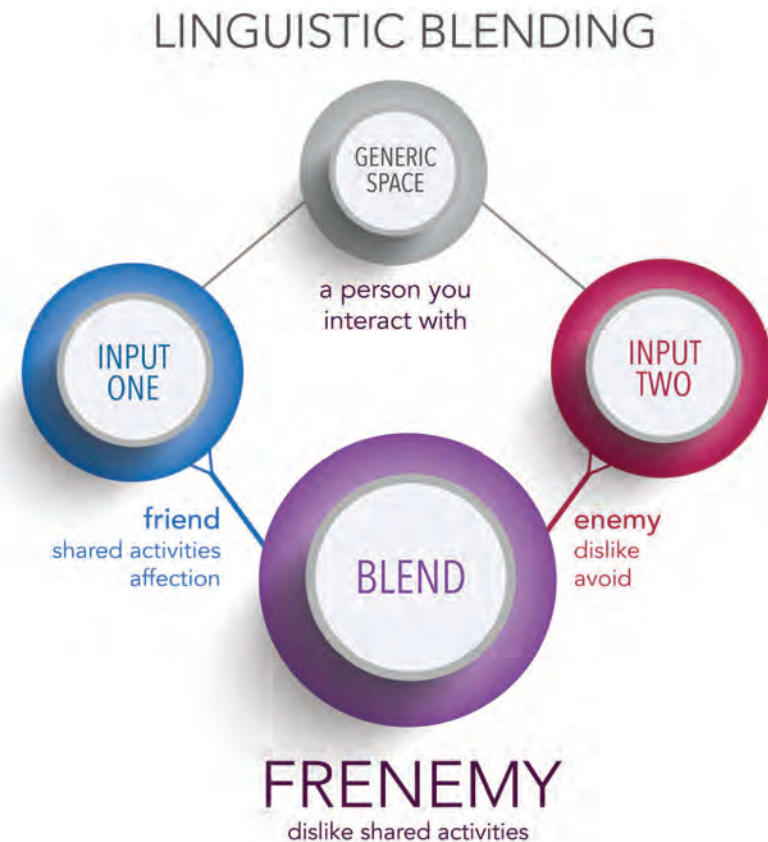 LINGUISTIC BLENDING
GENERIC
SPACE
a person you
interact with
INPUT
ONE
INPUT
TWO
friend
shared activities
affection
enemy
dislike
avoid
BLEND
FRENEMY
dislike shared activities